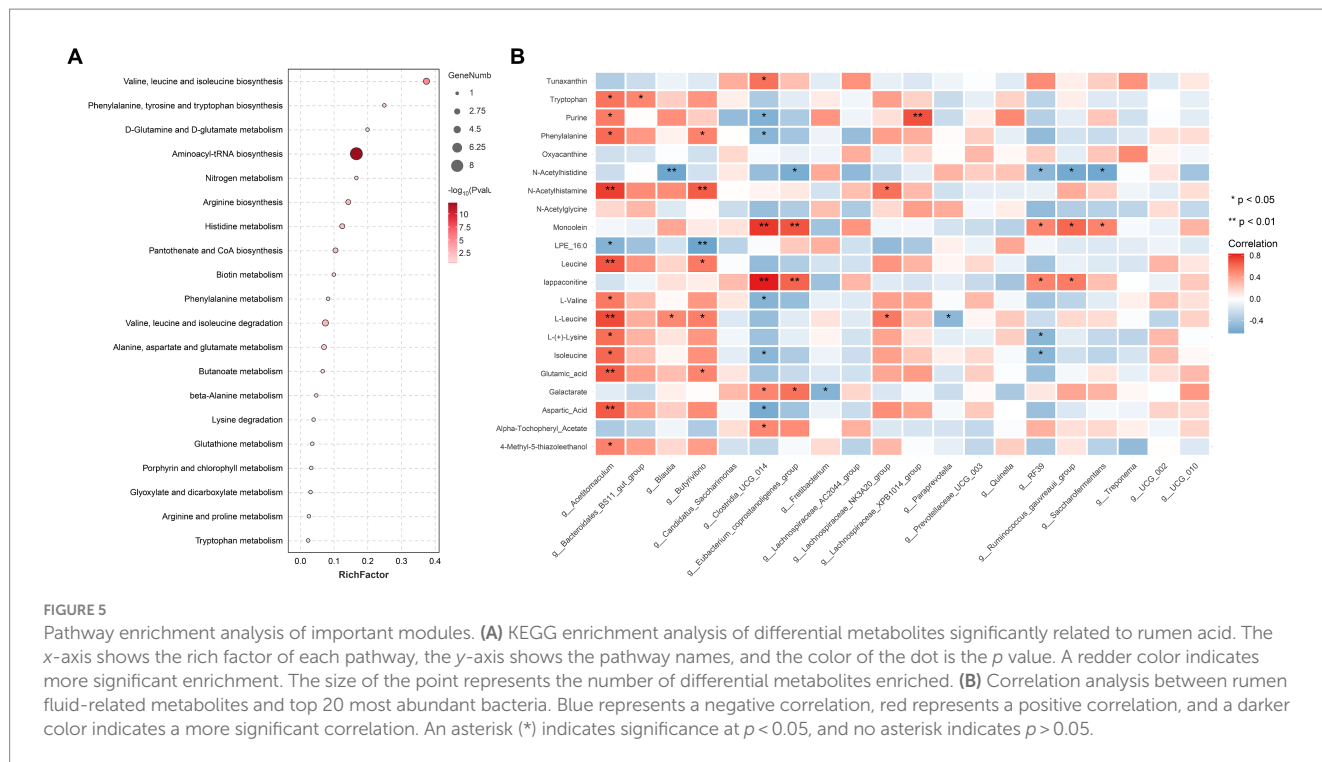 A
Valine, leucine and isoleucine biosynthesis
Phenylalanine, tyrosine and tryptophan biosynthesis
D-Glutamine and D-glutamate metabolism
Aminoacyl-tRNA biosynthesis
Nitrogen metabolism
Arginine biosynthesis
Histidine metabolism
Pantothenate and CoA biosynthesis
Biotin metabolism
Phenylalanine metabolism
Valine, leucine and isoleucine degradation
Alanine, aspartate and glutamate metabolism
Butanoate metabolism
beta-Alanine metabolism
Lysine degradation
Glutathione metabolism
Porphyrin and chlorophyll metabolism
Glyoxylate and dicarboxylate metabolism
Arginine and proline metabolism
Tryptophan metabolism
0.0 0.1 0.2 0.3 0.4
RichFactor
GeneNumb
1
2.75
4.5
6.25
8
-log10(Pvalu
10
7.5
5
2.5
B
Tunaxanthin *
Tryptophan * *
Purine * * **
Phenylalanine * * *
Oxyacanthine
N-Acetylhistidine ** * * * *
N-Acetylhistamine ** ** *
N-Acetylglycine
Monoolein ** ** * * *
LPE_16:0 * **
Leucine ** *
lappaconitine ** ** * *
L-Valine * *
L-Leucine ** * * * *
L-(+)-Lysine * *
Isoleucine * * *
Glutamic_acid ** *
Galactarate * * *
Aspartic_Acid ** *
Alpha-Tochopheryl_Acetate *
4-Methyl-5-thiazoleethanol *
g__Acetitomaculum
g__Bacteroidales_BS11_gut_group
g__Blautia
g__Butyrivibrio
g__Candidatus_Saccharimonas
g__Clostridia_UCG_014
g__Eubacterium_coprostanoligenes_group
g__Fretibacterium
g__Lachnospiraceae_AC2044_group
g__Lachnospiraceae_NK3A20_group
g__Lachnospiraceae_XPB1014_group
g__Paraprevotella
g__Prevotellaceae_UCG_003
g__Quinella
g__RF39
g__Ruminococcus_gauvreauii_group
g__Saccharofermentans
g__Treponema
g__UCG_002
g__UCG_010
* p < 0.05
** p < 0.01
Correlation
0.8
0.4
0.0
-0.4
FIGURE 5
Pathway enrichment analysis of important modules. (A) KEGG enrichment analysis of differential metabolites significantly related to rumen acid. The
x-axis shows the rich factor of each pathway, the y-axis shows the pathway names, and the color of the dot is the p value. A redder color indicates
more significant enrichment. The size of the point represents the number of differential metabolites enriched. (B) Correlation analysis between rumen
fluid-related metabolites and top 20 most abundant bacteria. Blue represents a negative correlation, red represents a positive correlation, and a darker
color indicates a more significant correlation. An asterisk (*) indicates significance at p < 0.05, and no asterisk indicates p > 0.05.